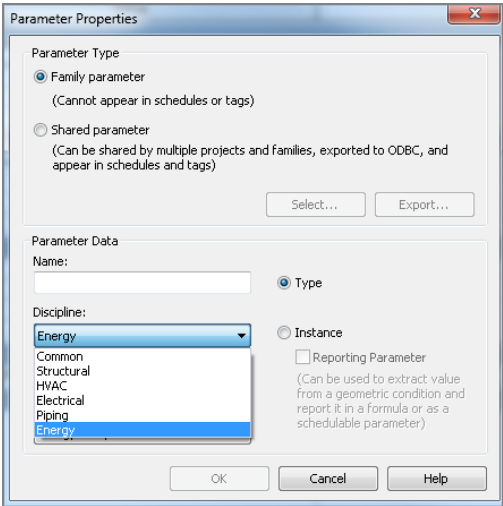 Parameter Properties
Parameter Type
Family parameter
(Cannot appear in schedules or tags)
Shared parameter
(Can be shared by multiple projects and families, exported to ODBC, and
appear in schedules and tags)
Select...
Export...
Parameter Data
Name:
Type
Discipline:
Energy
Instance
Common
Structural
HVAC
Electrical
Piping
Energy
Reporting Parameter
(Can be used to extract value
from a geometric condition and
report it in a formula or as a
schedulable parameter)
OK
Cancel
Help